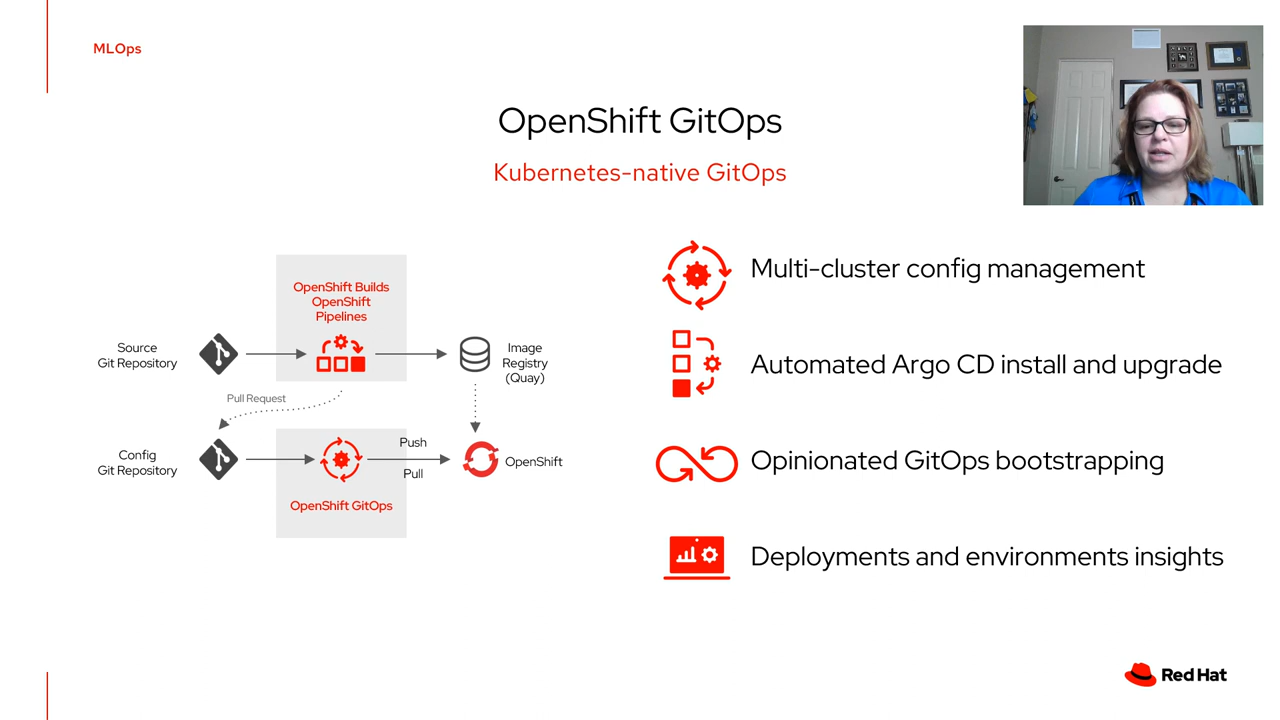 MLOps
OpenShift GitOps
Kubernetes-native GitOps
OpenShift Builds
OpenShift
Pipelines
Source
Git Repository
Image
Registry
(Quay)
Pull Request
Config
Git Repository
Push
Pull
OpenShift
OpenShift GitOps
Multi-cluster config management
Automated Argo CD install and upgrade
Opinionated GitOps bootstrapping
Deployments and environments insights
Red Hat